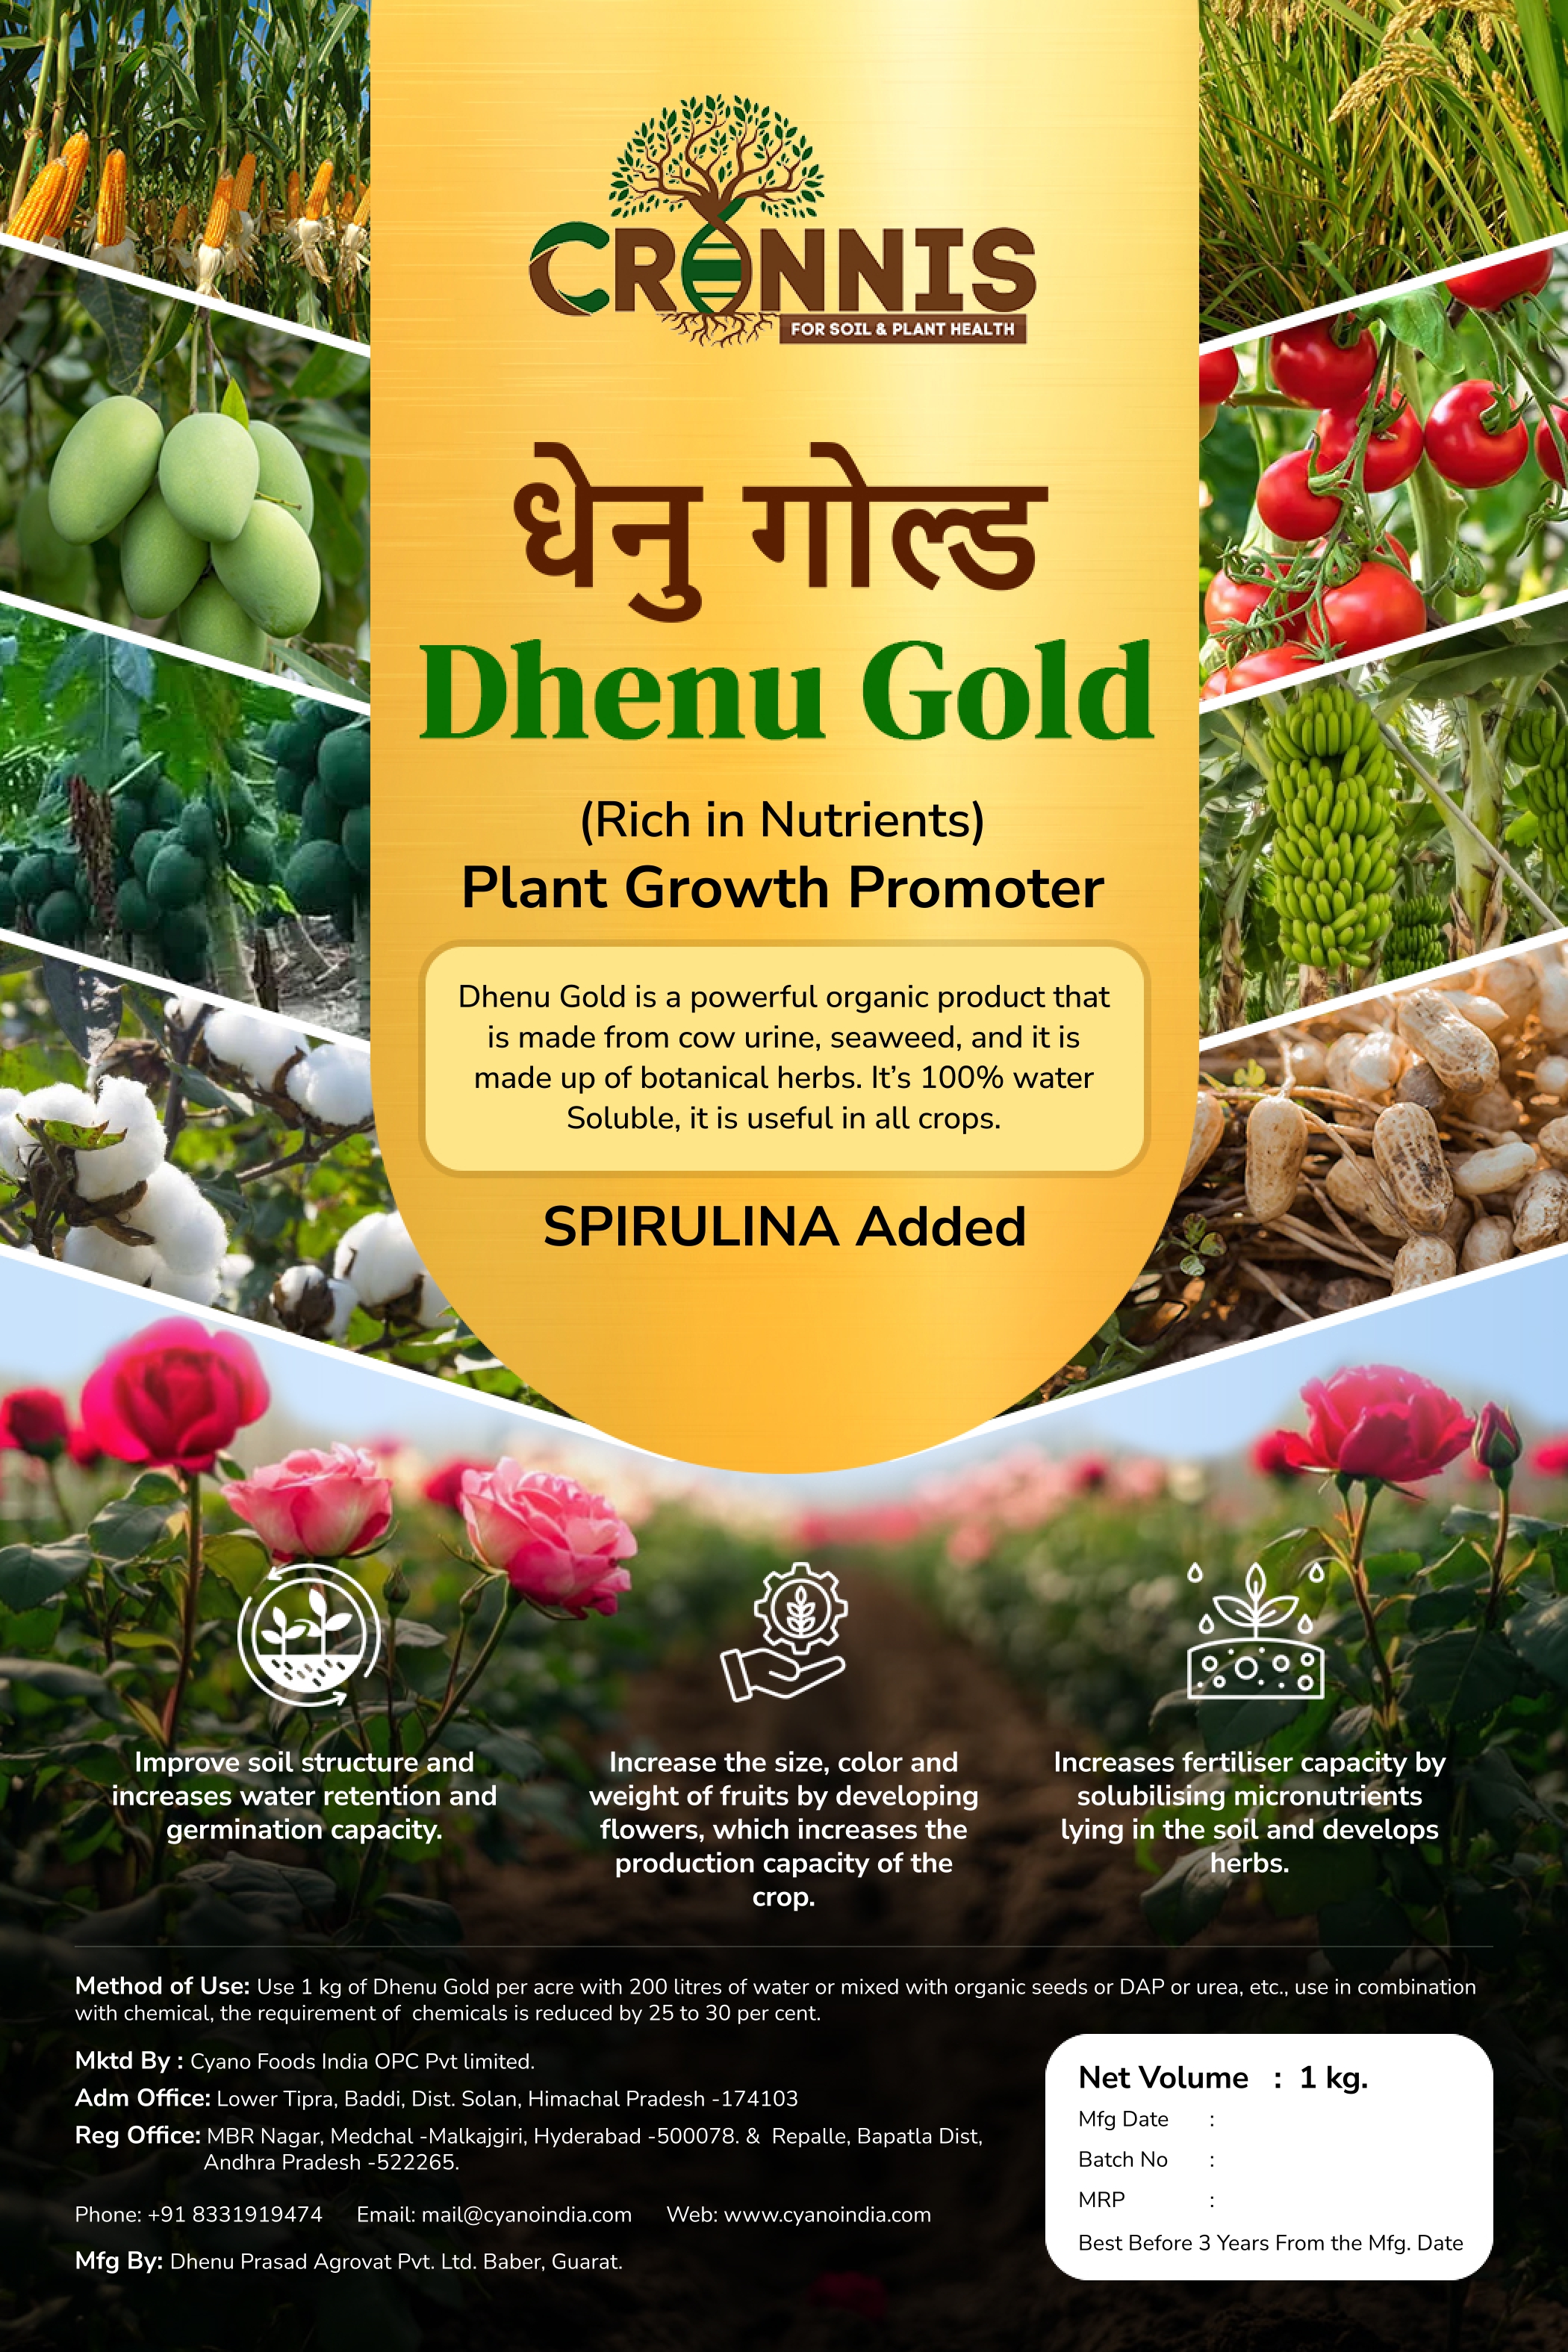 CRONNIS
FOR SOIL & PLANT HEALTH
धेनु गोल्ड
Dhenu Gold
(Rich in Nutrients)
Plant Growth Promoter
Dhenu Gold is a powerful organic product that
is made from cow urine, seaweed, and it is
made up of botanical herbs. It’s 100% water
Soluble, it is useful in all crops.
SPIRULINA Added
Improve soil structure and
increases water retention and
germination capacity.
Increase the size, color and
weight of fruits by developing
flowers, which increases the
production capacity of the
crop.
Increases fertiliser capacity by
solubilising micronutrients
lying in the soil and develops
herbs.
Method of Use: Use 1 kg of Dhenu Gold per acre with 200 litres of water or mixed with organic seeds or DAP or urea, etc., use in combination
with chemical, the requirement of chemicals is reduced by 25 to 30 per cent.
Mktd By : Cyano Foods India OPC Pvt limited.
Adm Office: Lower Tipra, Baddi, Dist. Solan, Himachal Pradesh -174103
Reg Office: MBR Nagar, Medchal -Malkajgiri, Hyderabad -500078. & Repalle, Bapatla Dist,
Andhra Pradesh -522265.
Phone: +91 8331919474 Email: mail@cyanoindia.com Web: www.cyanoindia.com
Mfg By: Dhenu Prasad Agrovat Pvt. Ltd. Baber, Guarat.
Net Volume : 1 kg.
Mfg Date :
Batch No :
MRP :
Best Before 3 Years From the Mfg. Date